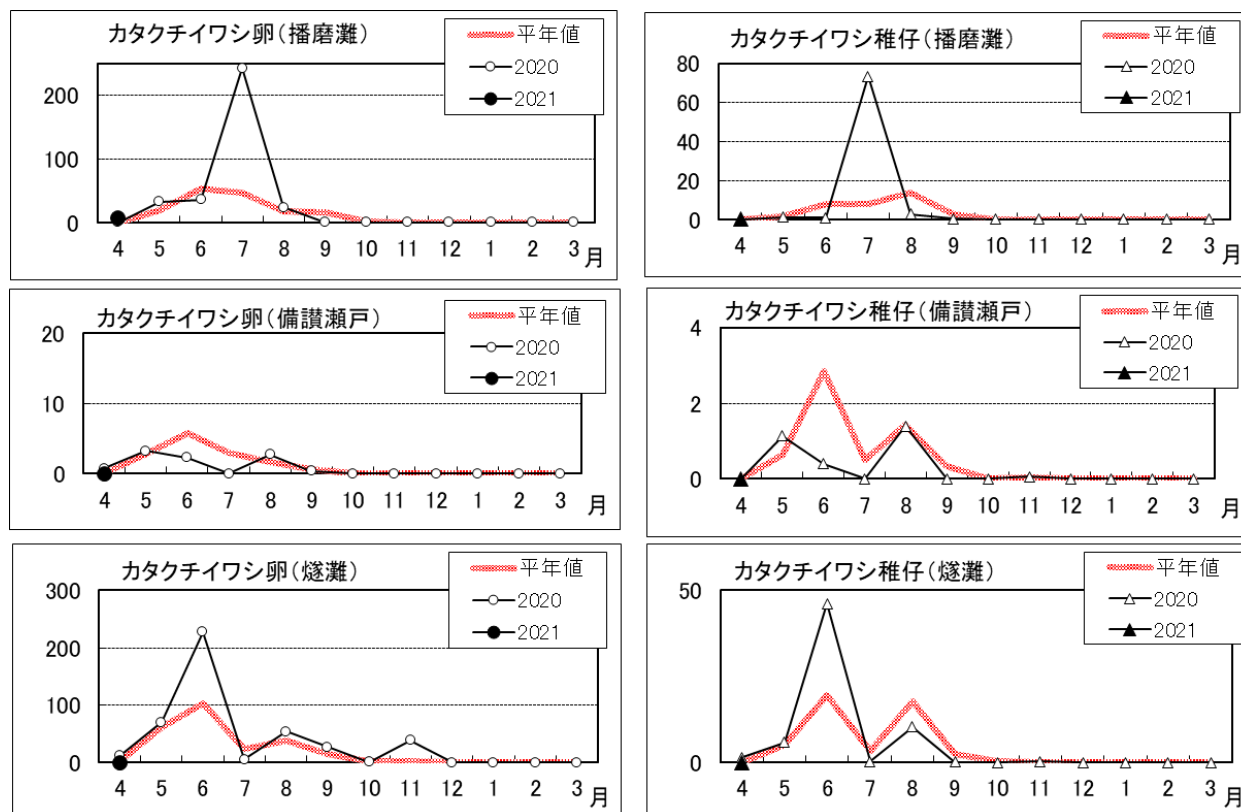 カタクチイワシ卵(播磨灘)
平年値
2020
2021
200
100
0
4 5 6 7 8 9 10 11 12 1 2 3 月
カタクチイワシ稚仔(播磨灘)
平年値
2020
2021
80
60
40
20
0
4 5 6 7 8 9 10 11 12 1 2 3 月
カタクチイワシ卵(備讃瀬戸)
平年値
2020
2021
20
10
0
4 5 6 7 8 9 10 11 12 1 2 3 月
カタクチイワシ稚仔(備讃瀬戸)
平年値
2020
2021
4
2
0
4 5 6 7 8 9 10 11 12 1 2 3 月
カタクチイワシ卵(燧灘)
平年値
2020
2021
300
200
100
0
4 5 6 7 8 9 10 11 12 1 2 3 月
カタクチイワシ稚仔(燧灘)
平年値
2020
2021
50
0
4 5 6 7 8 9 10 11 12 1 2 3 月